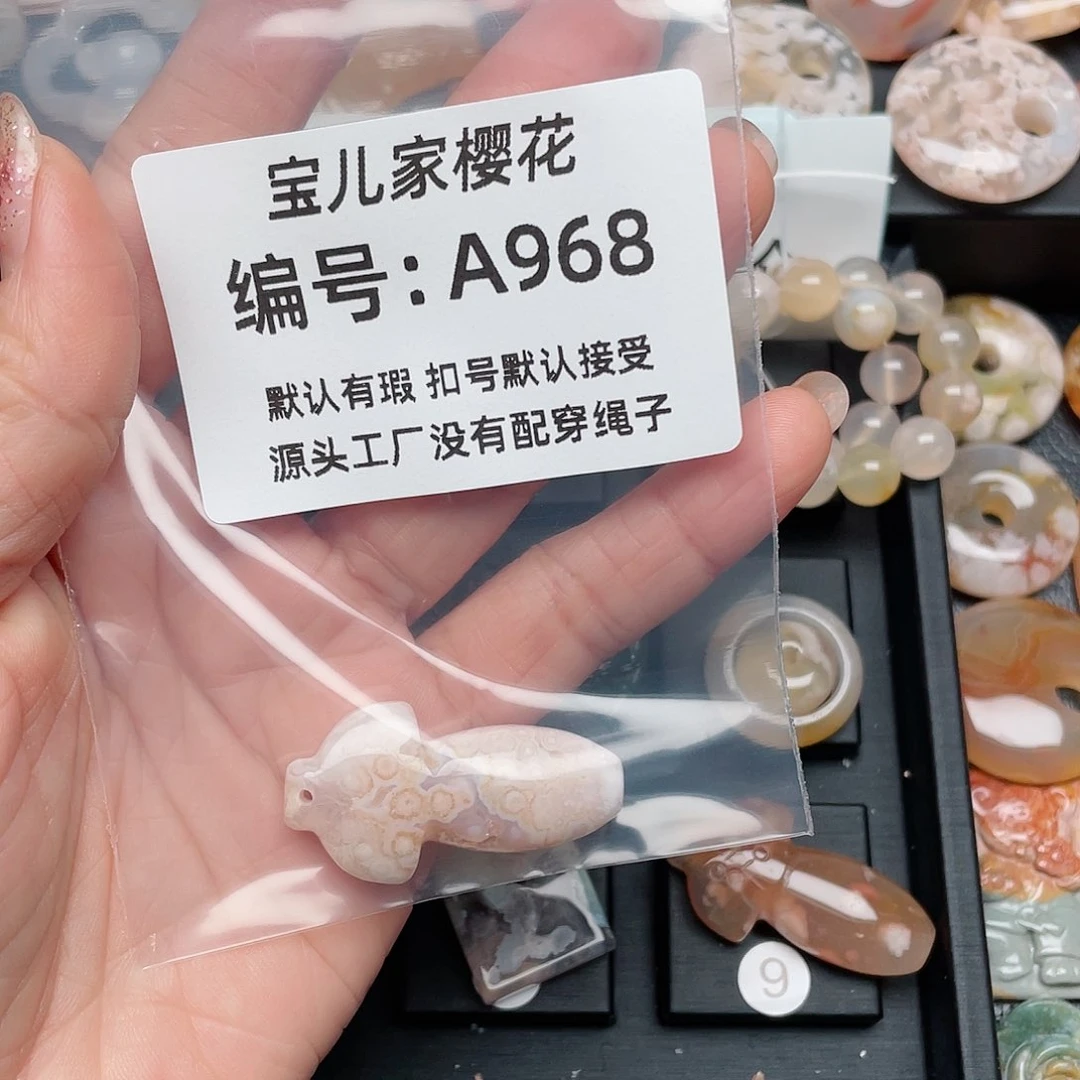 宝儿家樱花
编号：A968
默认有瑕 扣号默认接受
源头工厂没有配穿绳子
9